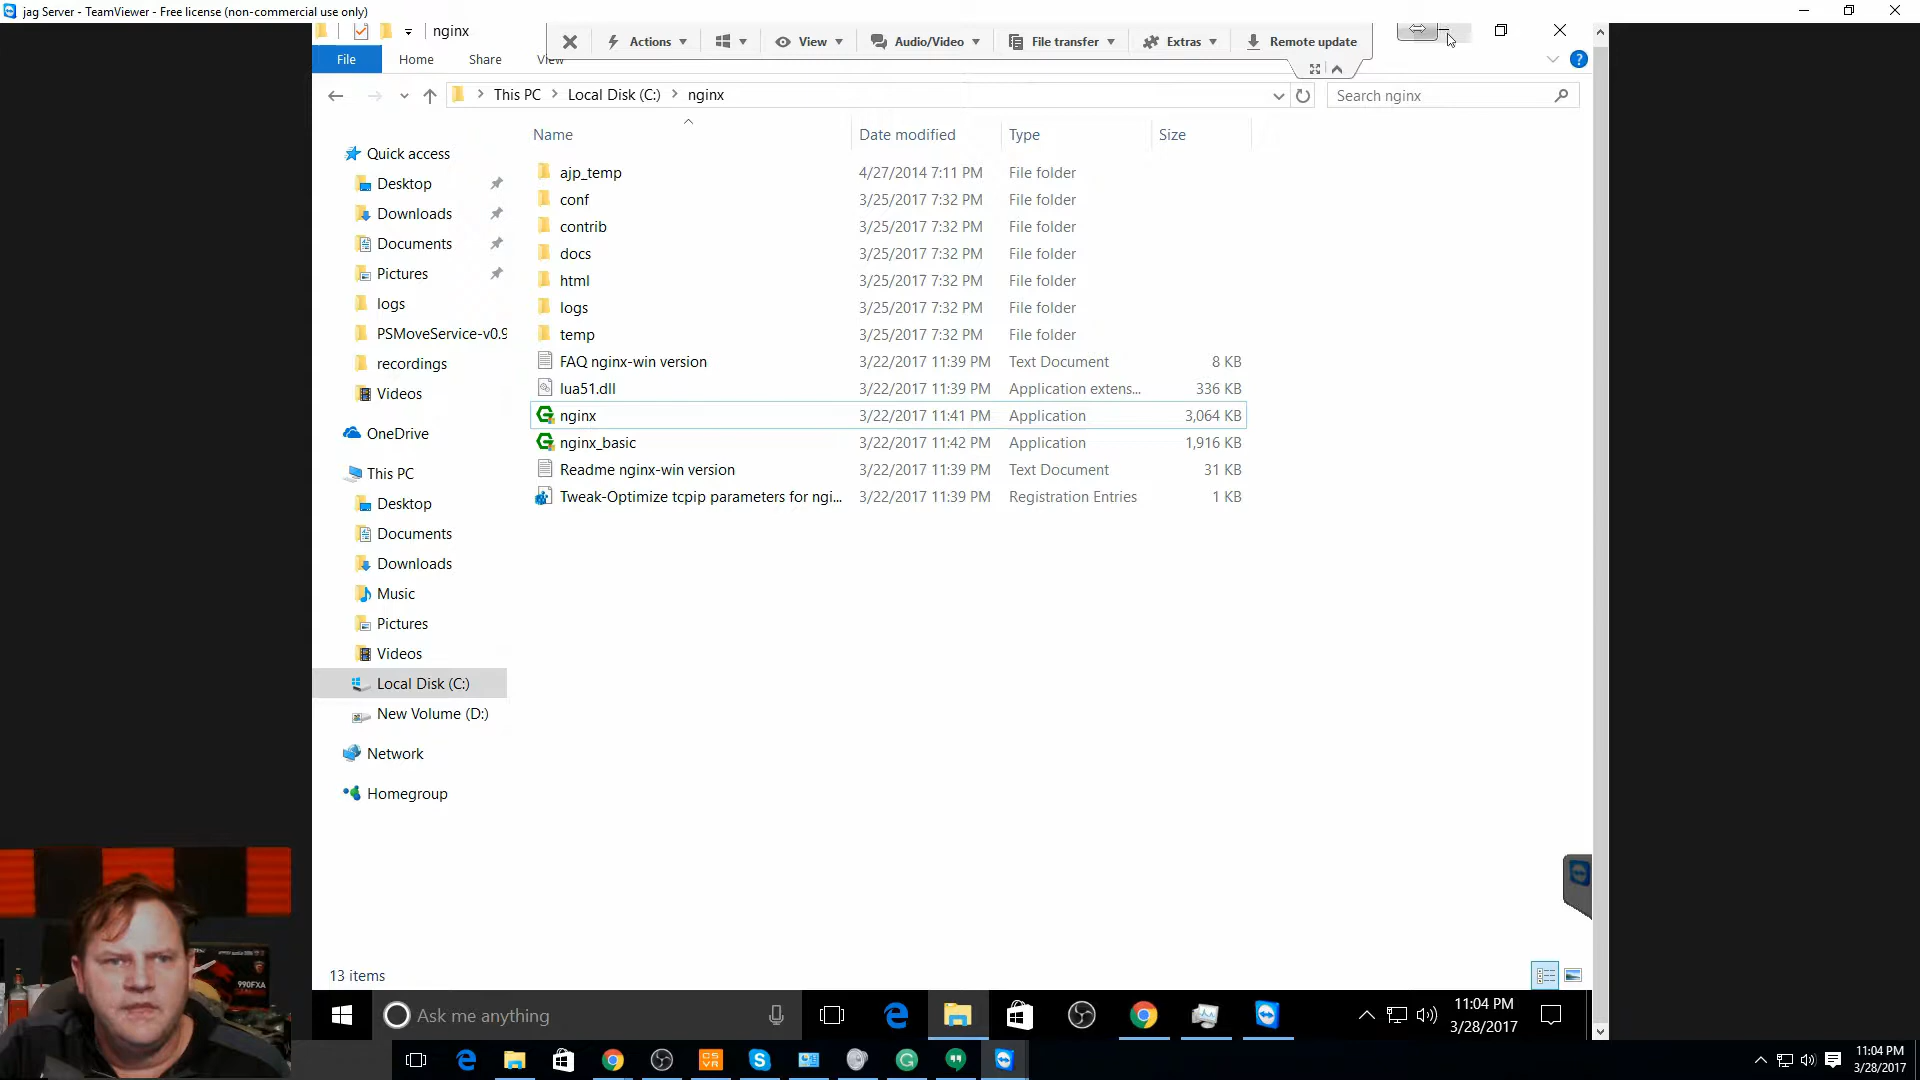 jag Server - TeamViewer - Free license (non-commercial use only)
nginx
Actions View Audio/Video File transfer Extras Remote update
File Home Share View
This PC Local Disk (C:) nginx
Search nginx
Name Date modified Type Size
Quick access
Desktop
Downloads
Documents
Pictures
logs
PSMoveService-v0.9
recordings
Videos
OneDrive
This PC
Desktop
Documents
Downloads
Music
Pictures
Videos
Local Disk (C:)
New Volume (D:)
Network
Homegroup
ajp_temp 4/27/2014 7:11 PM File folder
conf 3/25/2017 7:32 PM File folder
contrib 3/25/2017 7:32 PM File folder
docs 3/25/2017 7:32 PM File folder
html 3/25/2017 7:32 PM File folder
logs 3/25/2017 7:32 PM File folder
temp 3/25/2017 7:32 PM File folder
FAQ nginx-win version 3/22/2017 11:39 PM Text Document 8 KB
lua51.dll 3/22/2017 11:39 PM Application extens... 336 KB
nginx 3/22/2017 11:41 PM Application 3,064 KB
nginx_basic 3/22/2017 11:42 PM Application 1,916 KB
Readme nginx-win version 3/22/2017 11:39 PM Text Document 31 KB
Tweak-Optimize tcpip parameters for ngi... 3/22/2017 11:39 PM Registration Entries 1 KB
990FXA
13 items
Ask me anything
11:04 PM
3/28/2017
CS
VR
11:04 PM
3/28/2017